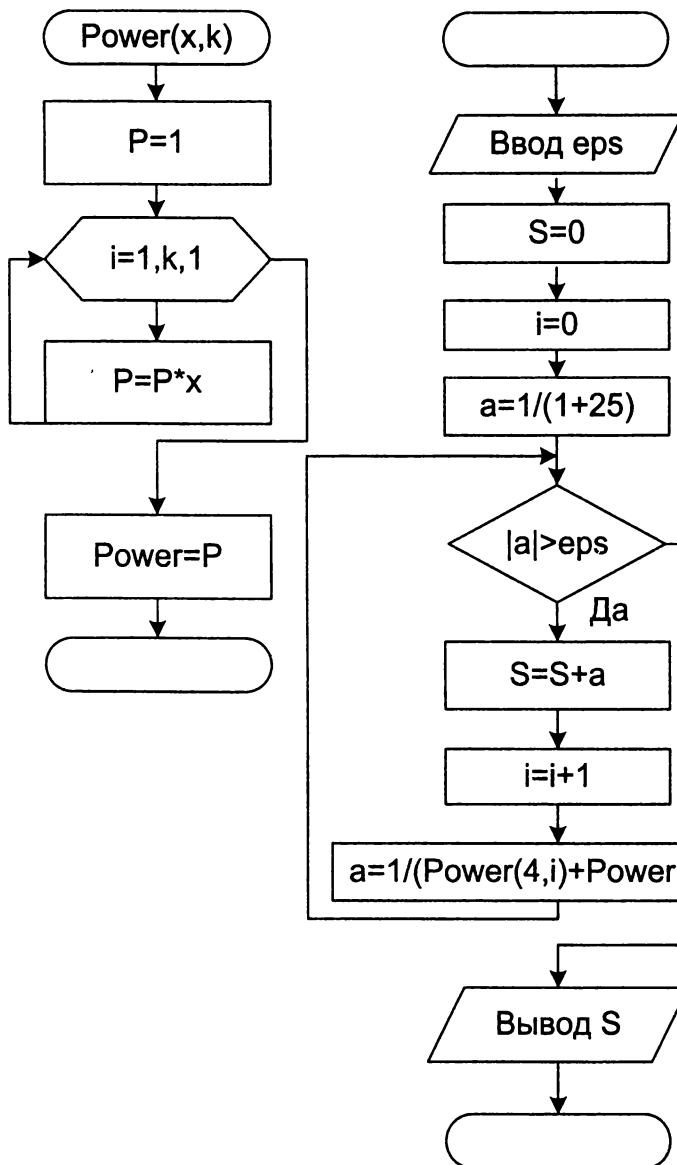 Power(x,k)
P=1
i=1,k,1
P=P*x
Power=P
Ввод eps
S=0
i=0
a=1/(1+25)
|a|>eps
Да
S=S+a
i=i+1
a=1/(Power(4,i)+Power
Вывод S